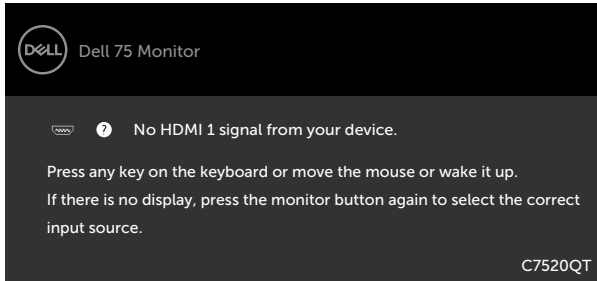 DELL Dell 75 Monitor
? No HDMI 1 signal from your device.
Press any key on the keyboard or move the mouse or wake it up.
If there is no display, press the monitor button again to select the correct
input source.
C7520QT